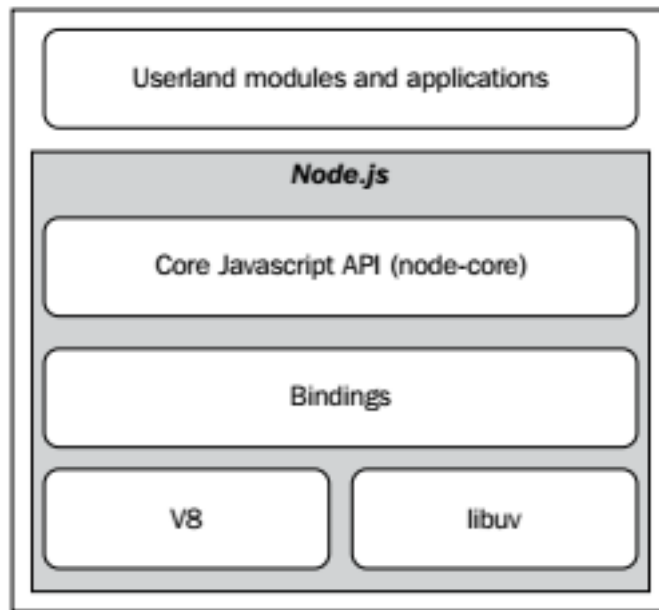 Userland modules and applications
Node.js
Core Javascript API (node-core)
Bindings
V8
libuv